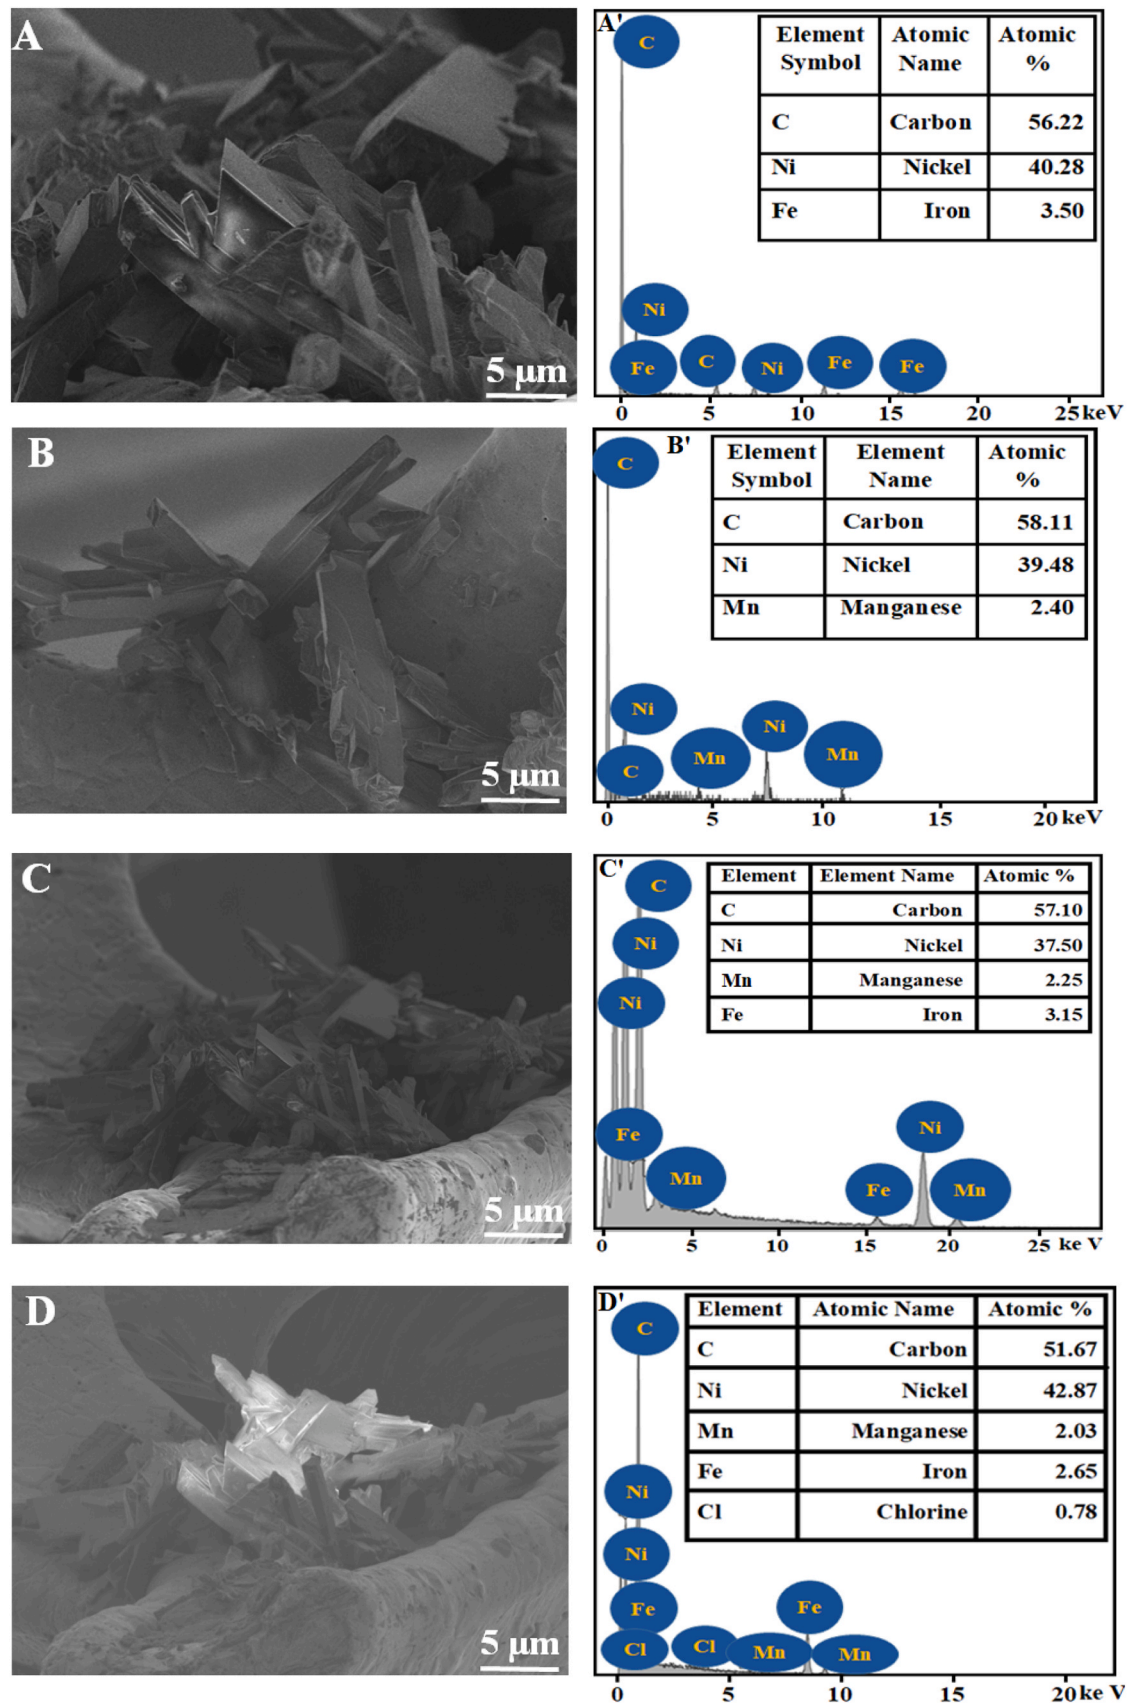 A
5 μm
A'
C
Element Symbol Atomic Name Atomic %
C Carbon 56.22
Ni Nickel 40.28
Fe Iron 3.50
Ni
Fe C Ni Fe Fe
0 5 10 15 20 25 keV
B
5 μm
B'
C
Element Symbol Element Name Atomic %
C Carbon 58.11
Ni Nickel 39.48
Mn Manganese 2.40
Ni
C Mn Ni Mn
0 5 10 15 20 keV
C
5 μm
C'
C
Ni
Ni
Element Element Name Atomic %
C Carbon 57.10
Ni Nickel 37.50
Mn Manganese 2.25
Fe Iron 3.15
Fe Mn Fe Ni Mn
0 5 10 15 20 25 ke V
D
5 μm
D'
C
Element Atomic Name Atomic %
C Carbon 51.67
Ni Nickel 42.87
Mn Manganese 2.03
Fe Iron 2.65
Cl Chlorine 0.78
Ni
Ni
Fe Fe
Cl Cl Mn Mn
0 5 10 15 20 ke V